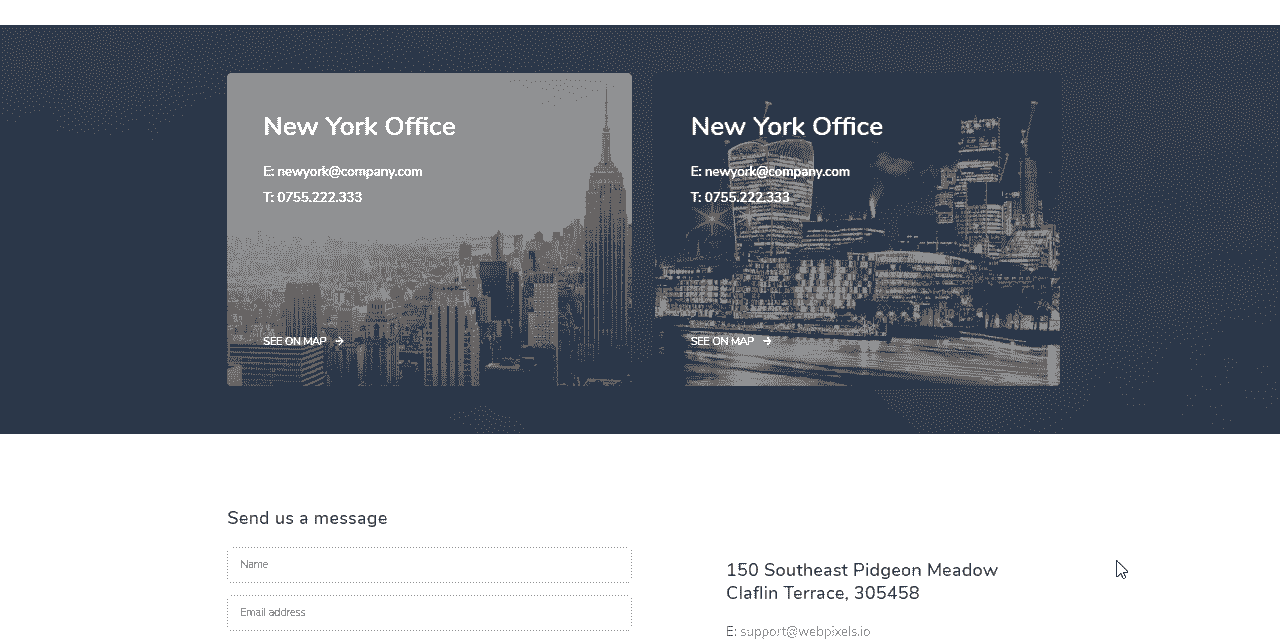 New York Office
E: newyork@company.com
T: 0755.222.333
SEE ON MAP
New York Office
E: newyork@company.com
T: 0755.222.333
SEE ON MAP
Send us a message
Name
Email address
150 Southeast Pidgeon Meadow
Claflin Terrace, 305458
E: support@webpixels.io